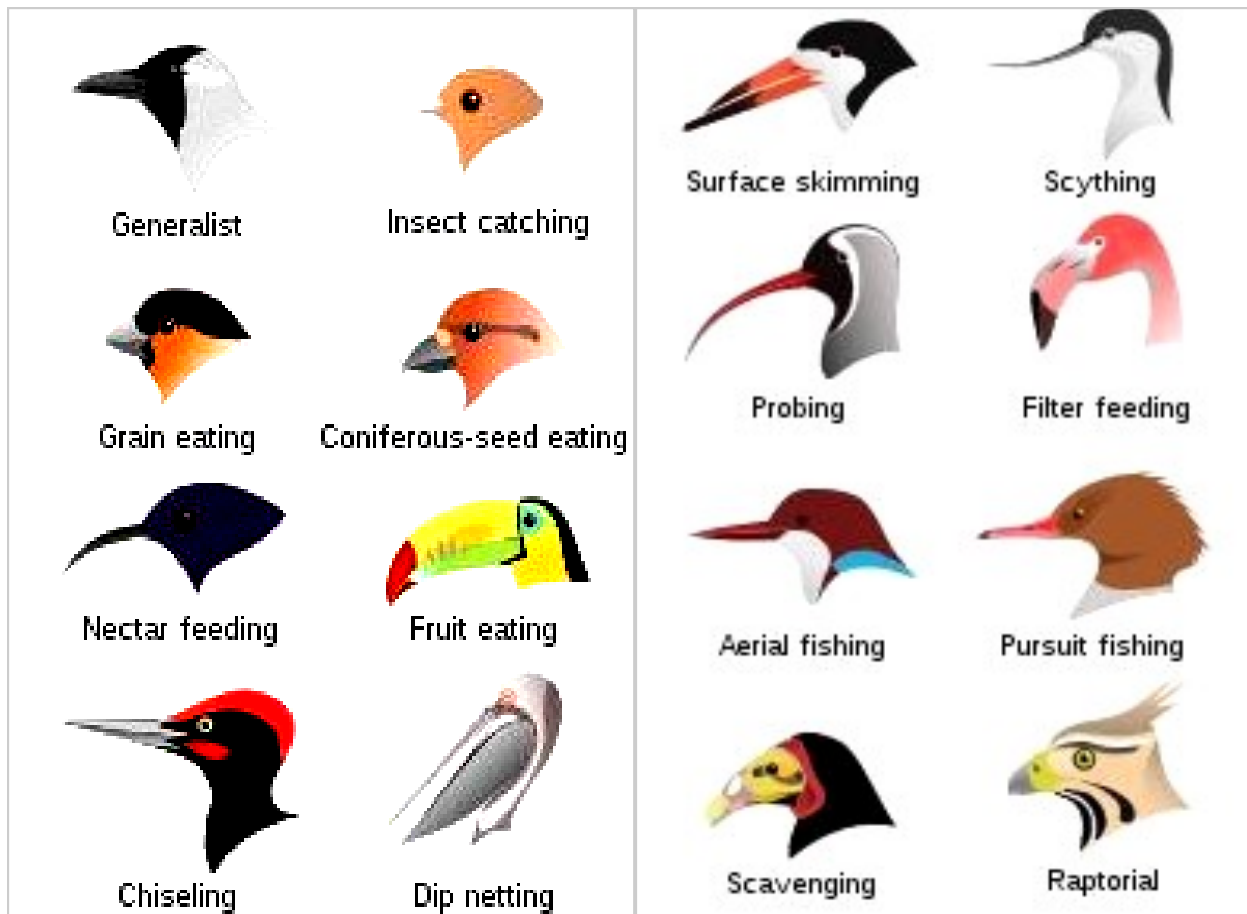 Generalist
Insect catching
Grain eating
Coniferous-seed eating
Nectar feeding
Fruit eating
Chiseling
Dip netting
Surface skimming
Scything
Probing
Filter feeding
Aerial fishing
Pursuit fishing
Scavenging
Raptorial